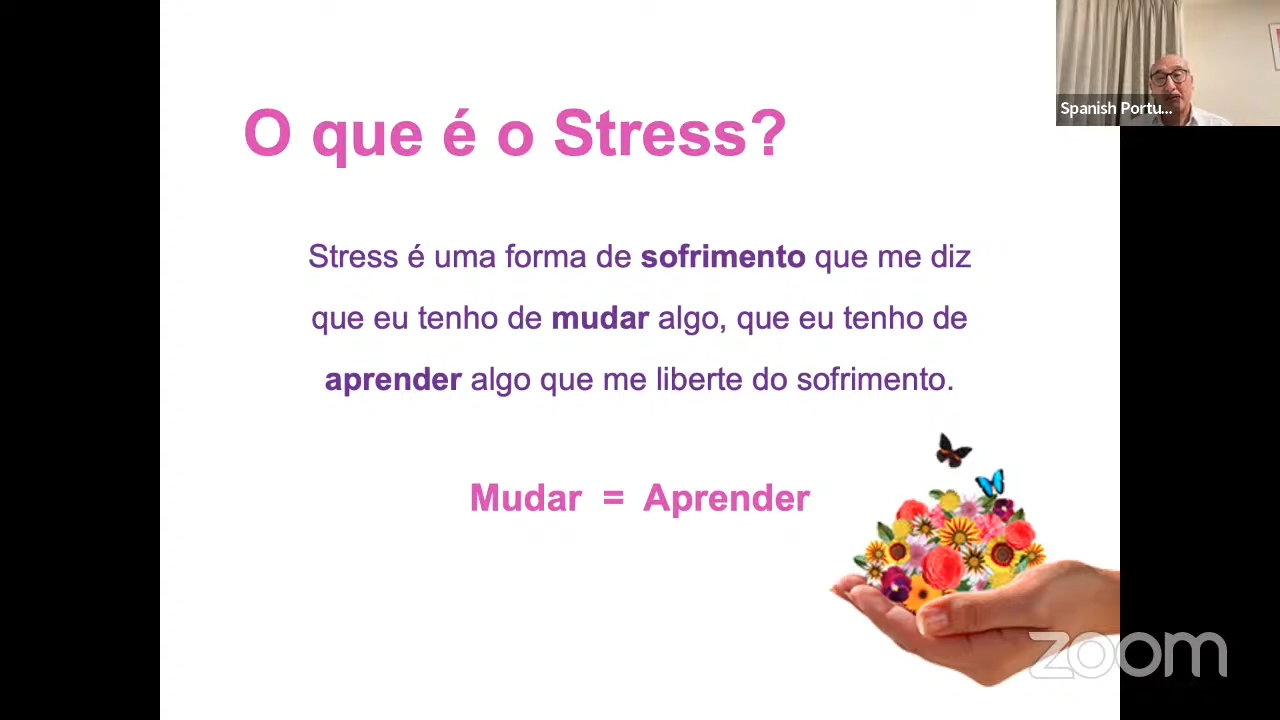 Spanish Portu...
O que é o Stress?
Stress é uma forma de sofrimento que me diz
que eu tenho de mudar algo, que eu tenho de
aprender algo que me liberte do sofrimento.
Mudar = Aprender
zoom